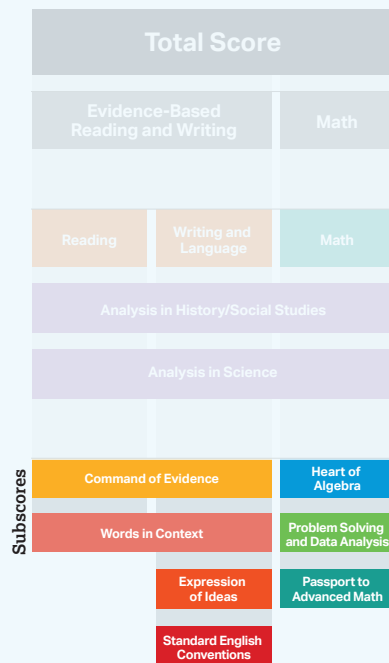 Total Score
Evidence-Based
Reading and Writing
Math
Reading
Writing and
Language
Math
Analysis in History/Social Studies
Analysis in Science
Subscores
Command of Evidence
Heart of
Algebra
Words in Context
Problem Solving
and Data Analysis
Expression
of Ideas
Passport to
Advanced Math
Standard English
Conventions